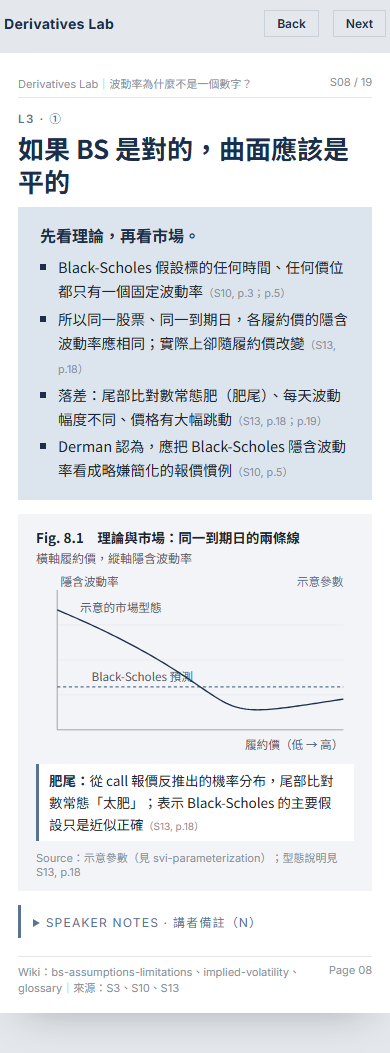 Derivatives Lab
Back
Next
Derivatives Lab｜波動率為什麼不是一個數字？
S08 / 19
L3 · ①
如果 BS 是對的，曲面應該是
平的
先看理論，再看市場。
Black-Scholes 假設標的任何時間、任何價位
都只有一個固定波動率（S10, p.3；p.5）
所以同一股票、同一到期日，各履約價的隱含
波動率應相同；實際上卻隨履約價改變（S13,
p.18）
落差：尾部比對數常態肥（肥尾）、每天波動
幅度不同、價格有大幅跳動（S13, p.18；p.19）
Derman 認為，應把 Black-Scholes 隱含波動
率看成略嫌簡化的報價慣例（S10, p.5）
Fig. 8.1 理論與市場：同一到期日的兩條線
橫軸履約價，縱軸隱含波動率
隱含波動率
示意參數
示意的市場型態
Black-Scholes 預測
履約價（低 → 高）
肥尾：從 call 報價反推出的機率分布，尾部比對
數常態「太肥」；表示 Black-Scholes 的主要假
設只是近似正確（S13, p.18）
Source：示意參數（見 svi-parameterization）；型態說明見
S13, p.18
▶ SPEAKER NOTES · 講者備註（N）
Wiki：bs-assumptions-limitations、implied-volatility、
glossary｜來源：S3、S10、S13
Page 08